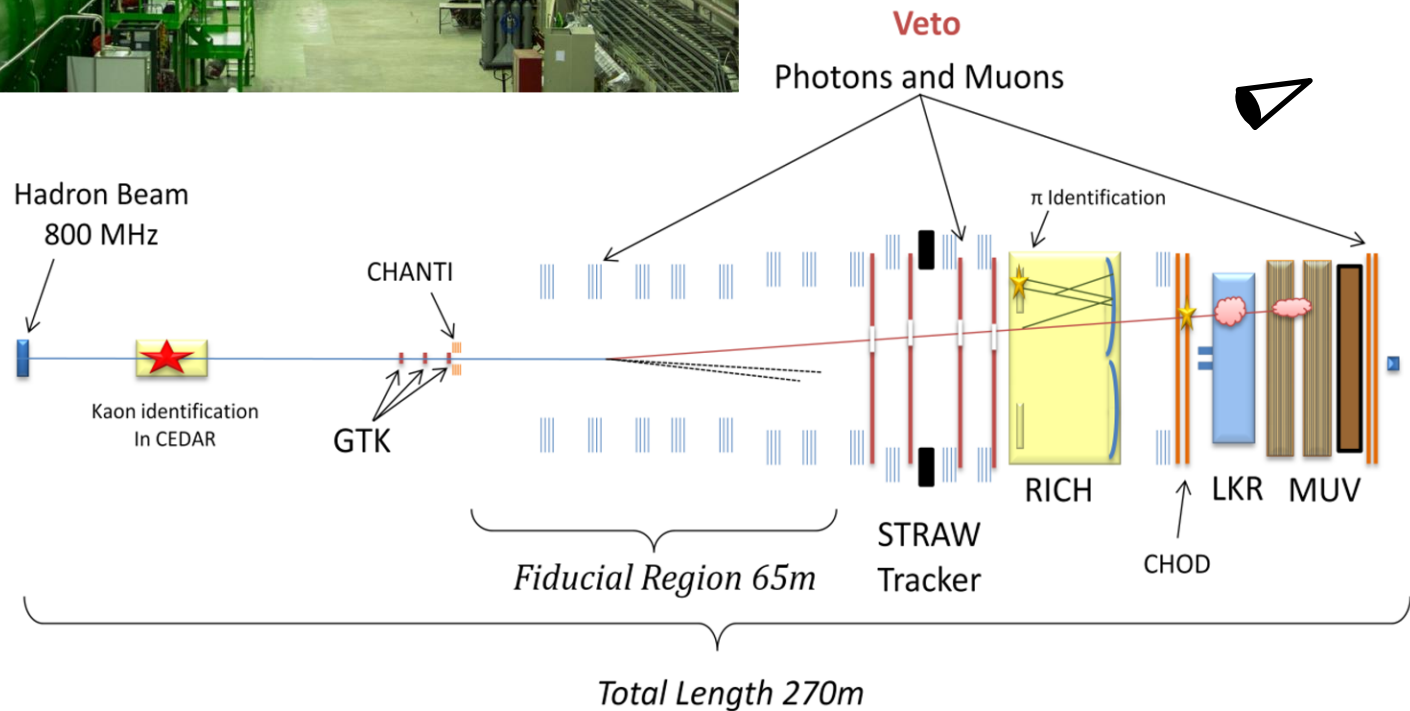 Veto
Photons and Muons
Hadron Beam
800 MHz
π Identification
CHANTI
Kaon identification
In CEDAR
GTK
RICH
LKR
MUV
STRAW
Tracker
CHOD
Fiducial Region 65m
Total Length 270m